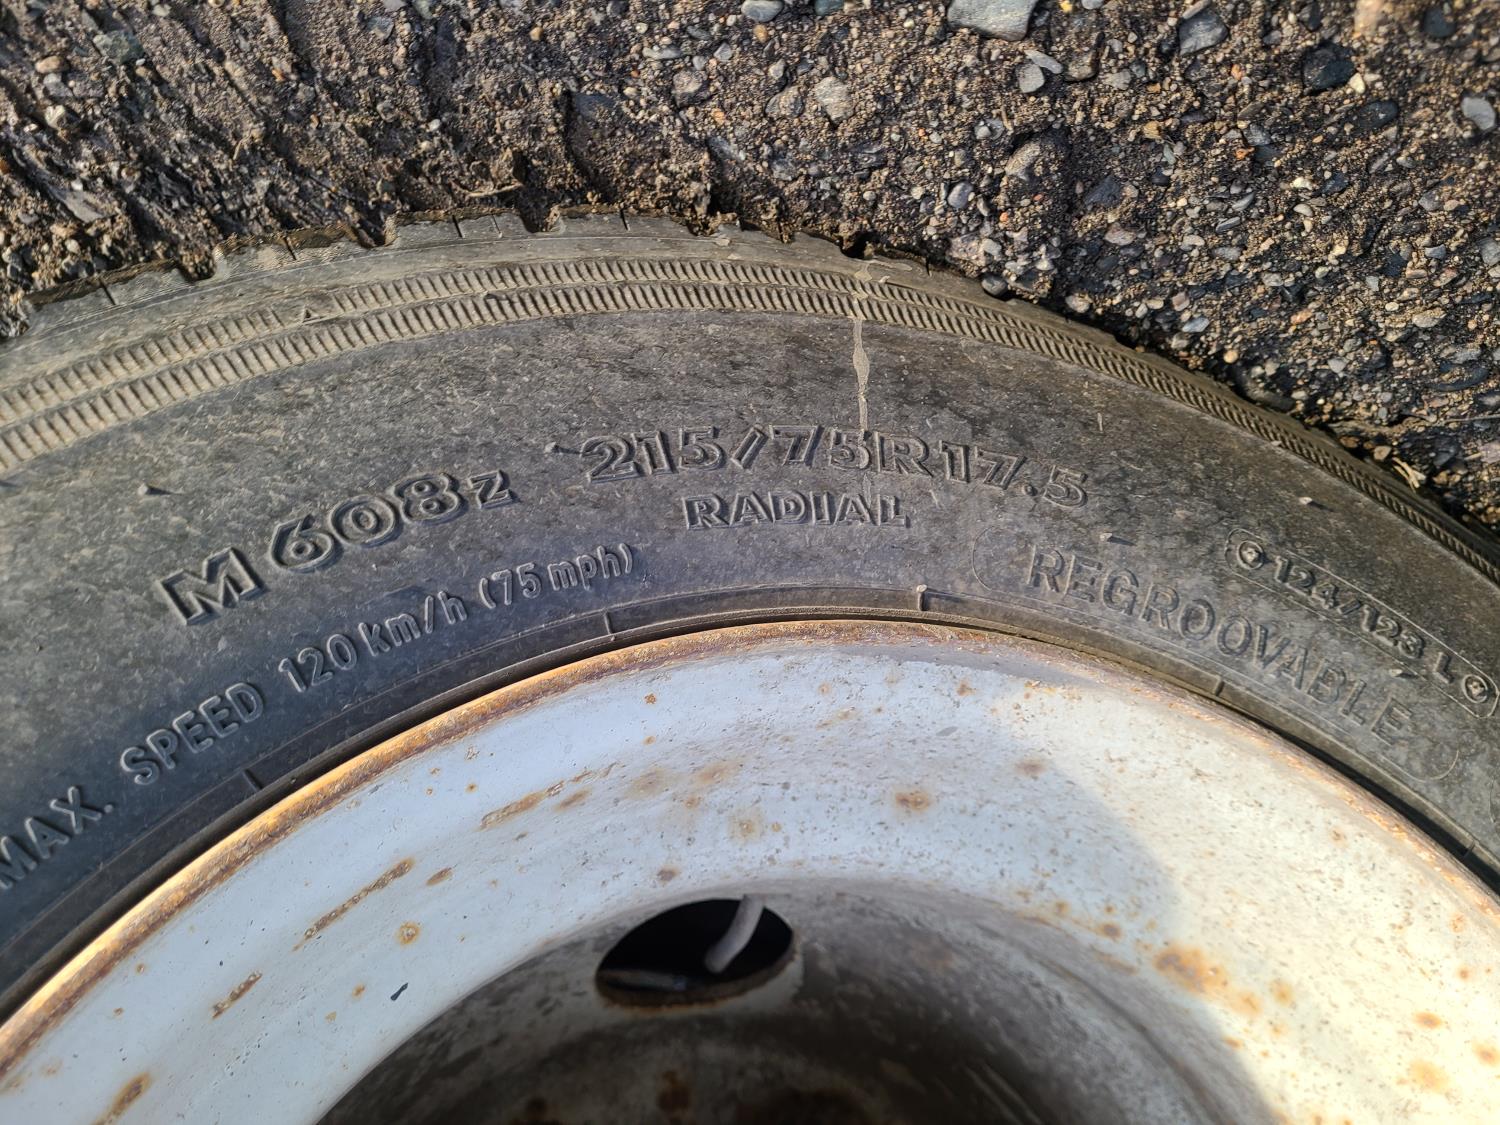 M 608z 215/75R17.5
RADIAL
124/123 L
REGROOVABLE
MAX. SPEED 120 km/h (75 mph)